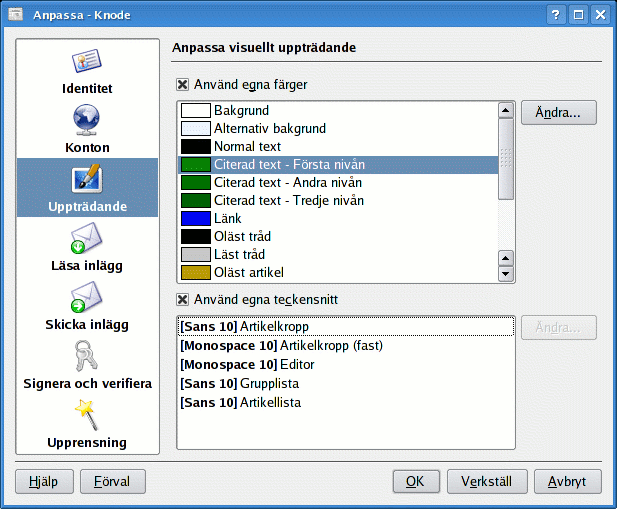 Anpassa - Knode
Identitet
Konton
Uppträdande
Läsa inlägg
Skicka inlägg
Signera och verifiera
Upprensning
Anpassa visuellt uppträdande
Använd egna färger
Bakgrund
Alternativ bakgrund
Normal text
Citerad text - Första nivån
Citerad text - Andra nivån
Citerad text - Tredje nivån
Länk
Oläst tråd
Läst tråd
Oläst artikel
Ändra...
Använd egna teckensnitt
[Sans 10] Artikelkropp
[Monospace 10] Artikelkropp (fast)
[Monospace 10] Editor
[Sans 10] Grupplista
[Sans 10] Artikellista
Ändra...
Hjälp
Förval
OK
Verkställ
Avbryt